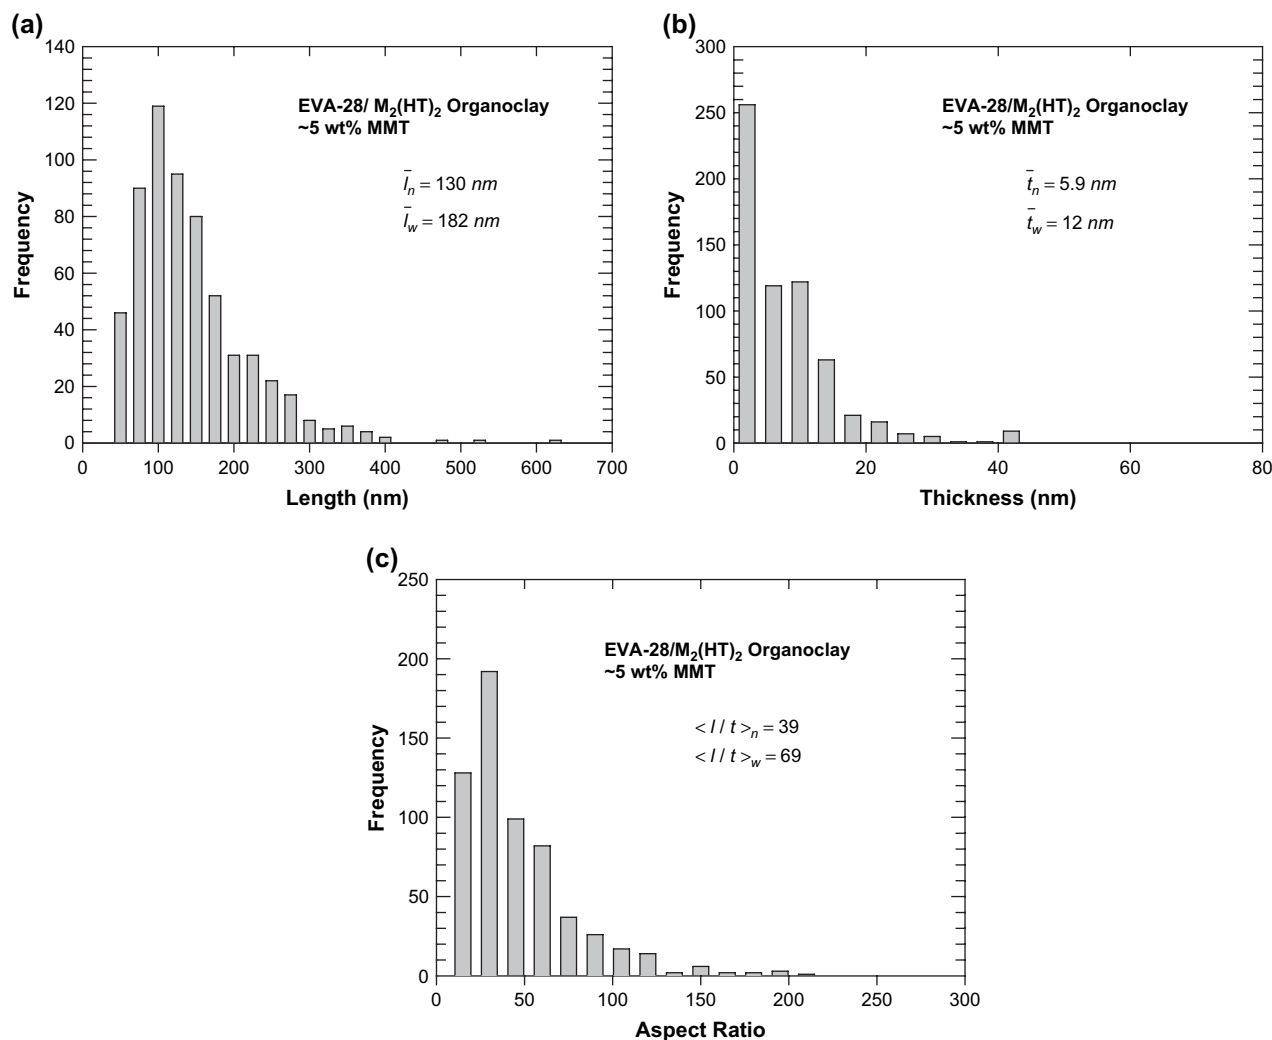 (a)
140
120
100
80
60
40
20
0
Frequency
EVA-28/ M₂(HT)₂ Organoclay
~5 wt% MMT
l̄ₙ = 130 nm
l̄_w = 182 nm
0 100 200 300 400 500 600 700
Length (nm)
(b)
300
250
200
150
100
50
0
Frequency
EVA-28/M₂(HT)₂ Organoclay
~5 wt% MMT
t̄ₙ = 5.9 nm
t̄_w = 12 nm
0 20 40 60 80
Thickness (nm)
(c)
250
200
150
100
50
0
Frequency
EVA-28/M₂(HT)₂ Organoclay
~5 wt% MMT
< l / t >ₙ = 39
< l / t >_w = 69
0 50 100 150 200 250 300
Aspect Ratio